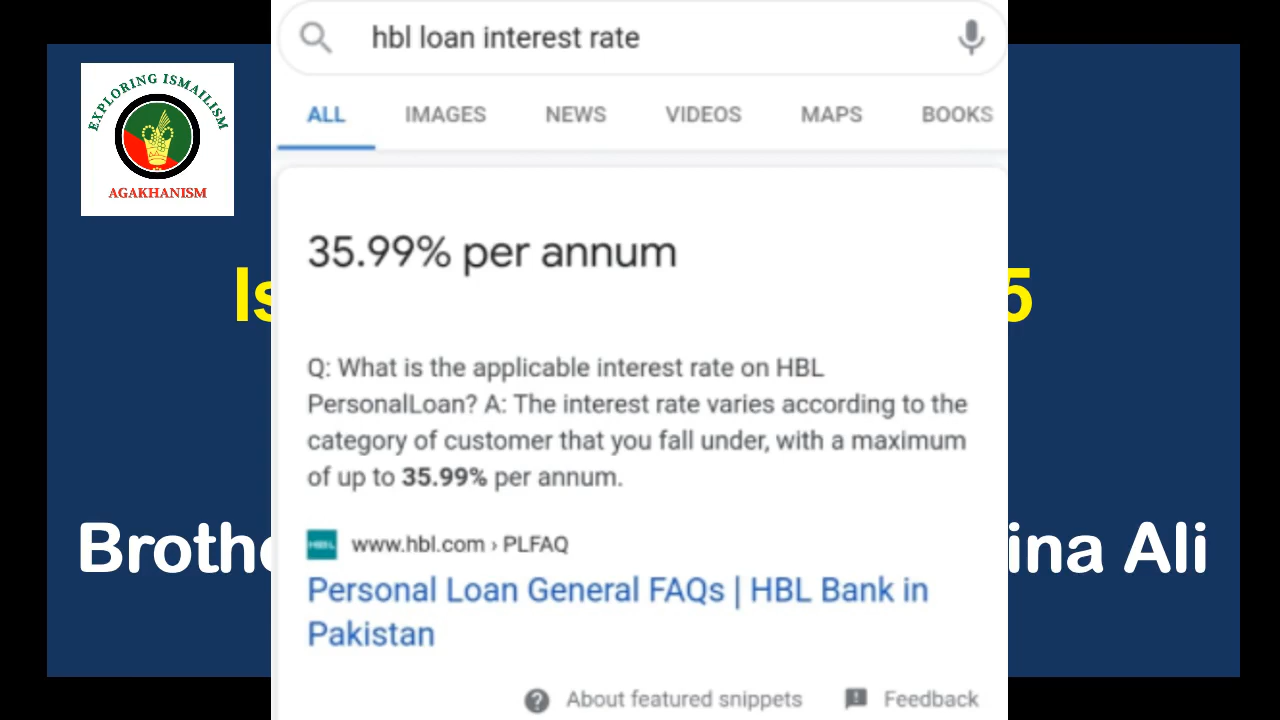 hbl loan interest rate
ALL IMAGES NEWS VIDEOS MAPS BOOKS
EXPLORING ISMAILISM
AGAKHANISM
35.99% per annum
5
Q: What is the applicable interest rate on HBL
PersonalLoan? A: The interest rate varies according to the
category of customer that you fall under, with a maximum
of up to 35.99% per annum.
HBL www.hbl.com › PLFAQ
Ali
Personal Loan General FAQs | HBL Bank in
Pakistan
About featured snippets Feedback